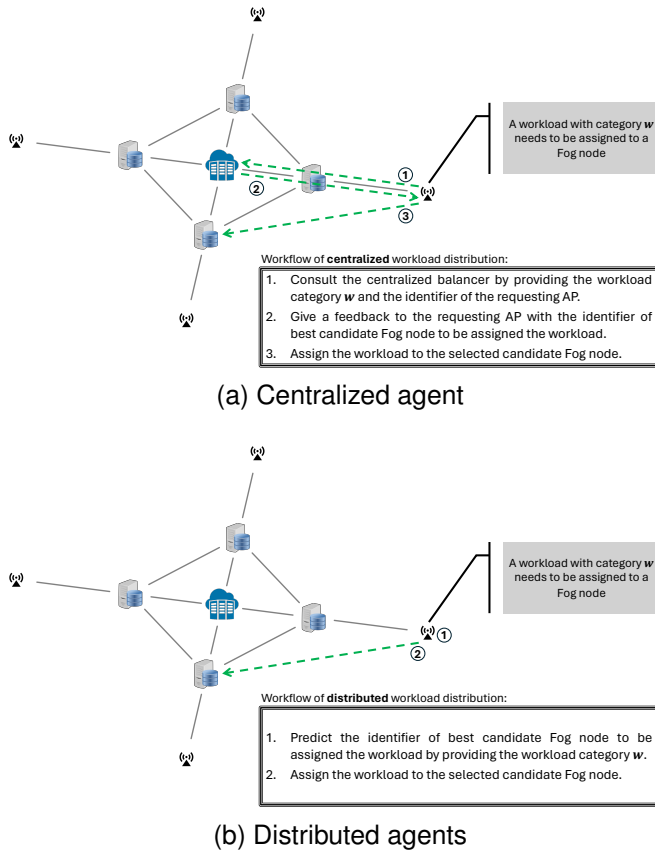 A workload with category w
needs to be assigned to a
Fog node
①
②
③
Workflow of centralized workload distribution:
1. Consult the centralized balancer by providing the workload
category w and the identifier of the requesting AP.
2. Give a feedback to the requesting AP with the identifier of
best candidate Fog node to be assigned the workload.
3. Assign the workload to the selected candidate Fog node.
(a) Centralized agent
A workload with category w
needs to be assigned to a
Fog node
①
②
Workflow of distributed workload distribution:
1. Predict the identifier of best candidate Fog node to be
assigned the workload by providing the workload category w.
2. Assign the workload to the selected candidate Fog node.
(b) Distributed agents